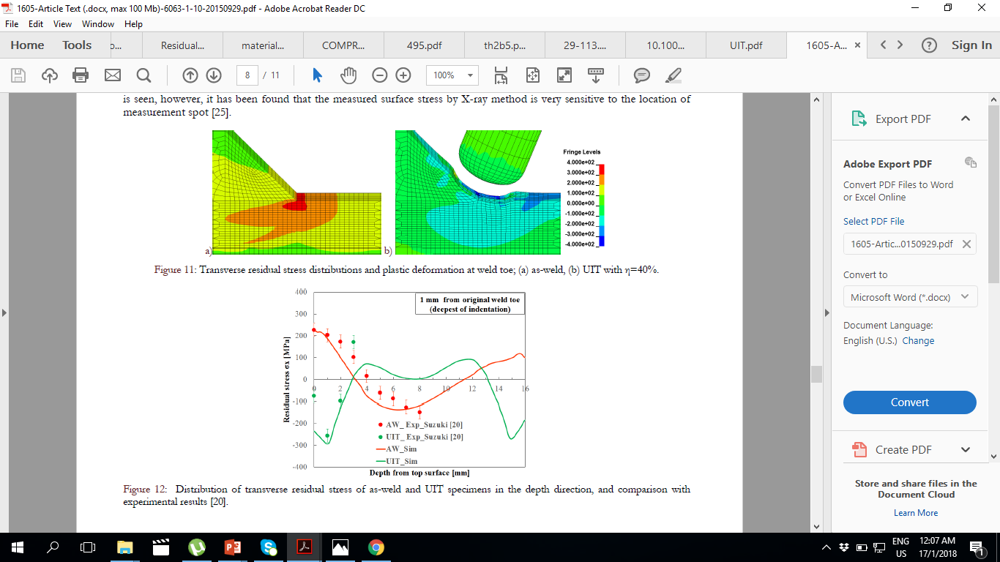 1605-Article Text (.docx, max 100 Mb)-6063-1-10-20150929.pdf - Adobe Acrobat Reader DC
File Edit View Window Help
Home Tools o... Residual... material... COMPR... 495.pdf th2b5.p... 29-113.... 10.100... UIT.pdf 1605-A... Sign In
8 / 11 100%
is seen, however, it has been found that the measured surface stress by X-ray method is very sensitive to the location of
measurement spot [25].
Fringe Levels
4.000e+02
3.000e+02
2.000e+02
1.000e+02
0.000e+00
-1.000e+02
-2.000e+02
-3.000e+02
-4.000e+02
a) b)
Figure 11: Transverse residual stress distributions and plastic deformation at weld toe; (a) as-weld, (b) UIT with η=40%.
1 mm from original weld toe
(deepest of indentation)
Residual stress σx [MPa]
400
300
200
100
0
-100
-200
-300
-400
0 2 4 6 8 10 12 14 16
AW_ Exp_Suzuki [20]
UIT_ Exp_Suzuki [20]
AW_Sim
UIT_Sim
Depth from top surface [mm]
Figure 12: Distribution of transverse residual stress of as-weld and UIT specimens in the depth direction, and comparison with
experimental results [20].
Export PDF
Adobe Export PDF
Convert PDF Files to Word
or Excel Online
Select PDF File
1605-Artic...0150929.pdf
Convert to
Microsoft Word (*.docx)
Document Language:
English (U.S.) Change
Convert
Create PDF
Store and share files in the
Document Cloud
Learn More
ENG
US
12:07 AM
17/1/2018
1